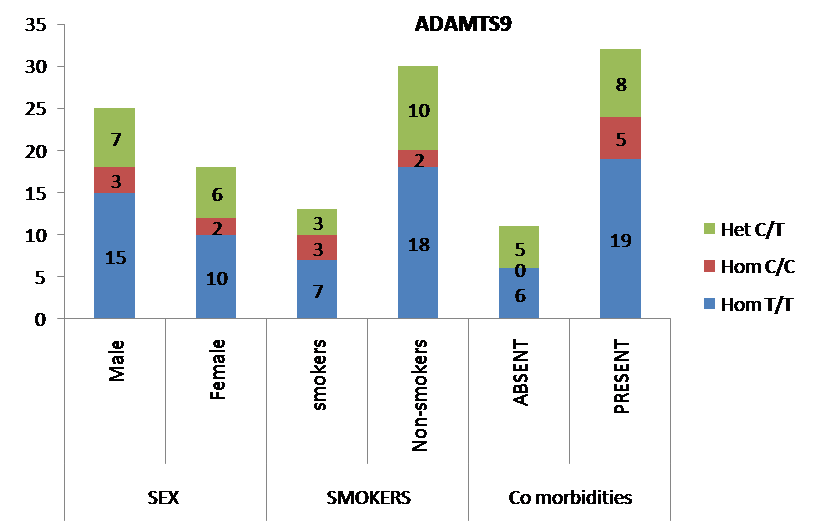 ADAMTS9
35
30
25
20
15
10
5
0
7
3
15
6
2
10
3
3
7
10
2
18
5
0
6
8
5
19
Het C/T
Hom C/C
Hom T/T
Male
Female
smokers
Non-smokers
ABSENT
PRESENT
SEX
SMOKERS
Co morbidities